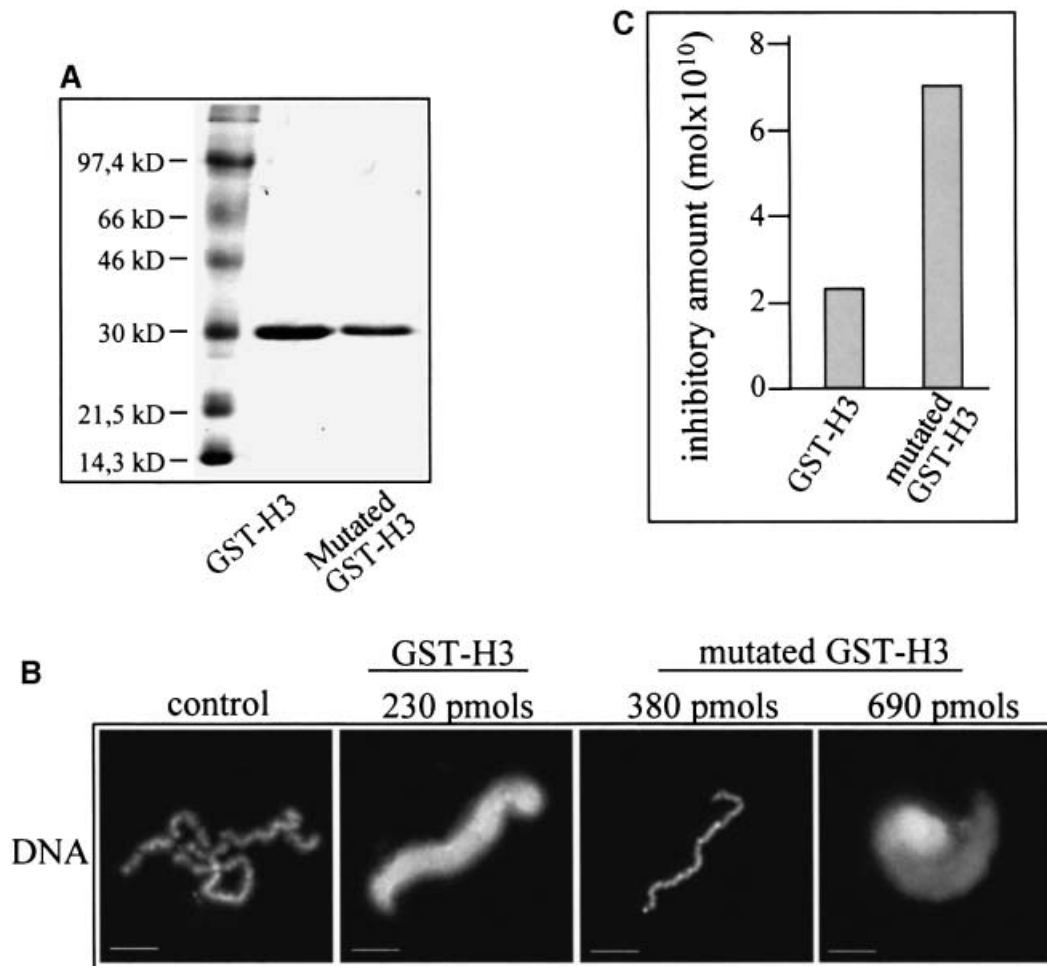 A
97,4 kD
66 kD
46 kD
30 kD
21,5 kD
14,3 kD
GST-H3
Mutated
GST-H3
C
inhibitory amount (molx10¹⁰)
8
6
4
2
0
GST-H3
mutated
GST-H3
B
GST-H3
mutated GST-H3
control
230 pmols
380 pmols
690 pmols
DNA